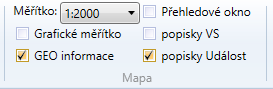 Měřítko: 1:2000
Přehledové okno
Grafické měřítko
popisky VS
GEO informace
popisky Událost
Mapa